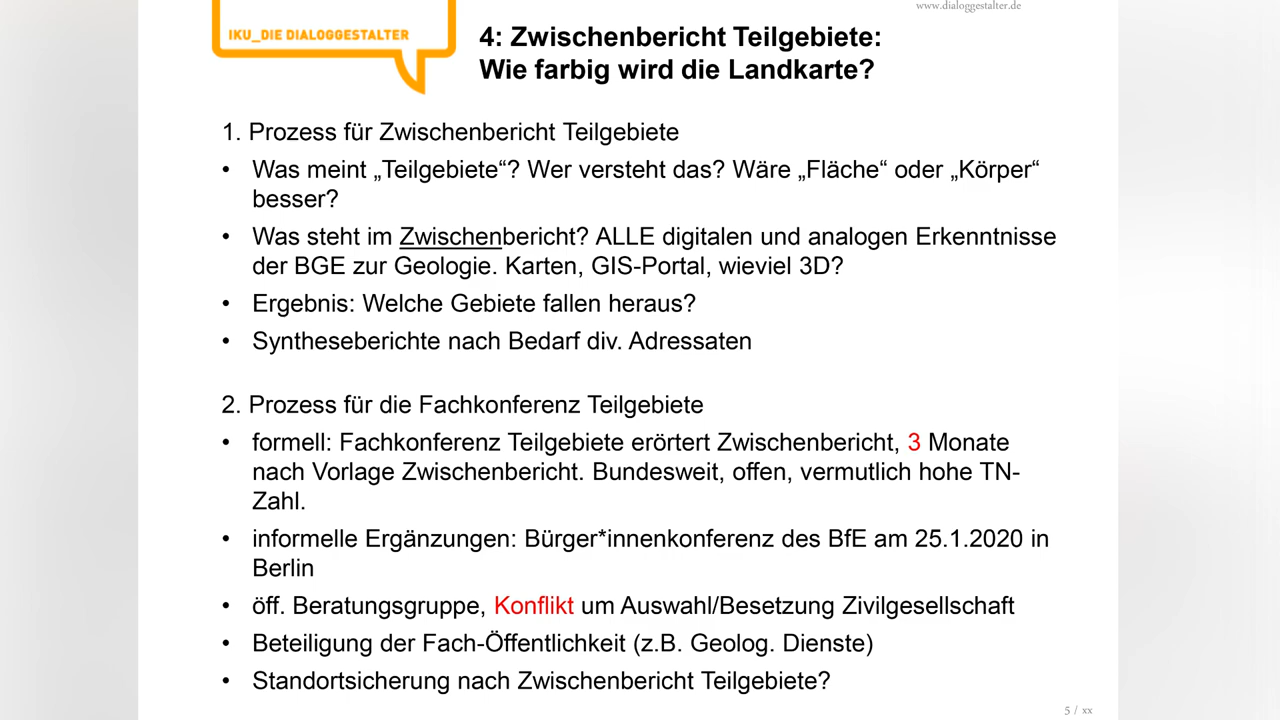 www.dialoggestalter.de
IKU_DIE DIALOGGESTALTER
4: Zwischenbericht Teilgebiete:
Wie farbig wird die Landkarte?
1. Prozess für Zwischenbericht Teilgebiete
• Was meint „Teilgebiete“? Wer versteht das? Wäre „Fläche“ oder „Körper“
besser?
• Was steht im Zwischenbericht? ALLE digitalen und analogen Erkenntnisse
der BGE zur Geologie. Karten, GIS-Portal, wieviel 3D?
• Ergebnis: Welche Gebiete fallen heraus?
• Syntheseberichte nach Bedarf div. Adressaten
2. Prozess für die Fachkonferenz Teilgebiete
• formell: Fachkonferenz Teilgebiete erörtert Zwischenbericht, 3 Monate
nach Vorlage Zwischenbericht. Bundesweit, offen, vermutlich hohe TN-
Zahl.
• informelle Ergänzungen: Bürger*innenkonferenz des BfE am 25.1.2020 in
Berlin
• öff. Beratungsgruppe, Konflikt um Auswahl/Besetzung Zivilgesellschaft
• Beteiligung der Fach-Öffentlichkeit (z.B. Geolog. Dienste)
• Standortsicherung nach Zwischenbericht Teilgebiete?
5 / xx